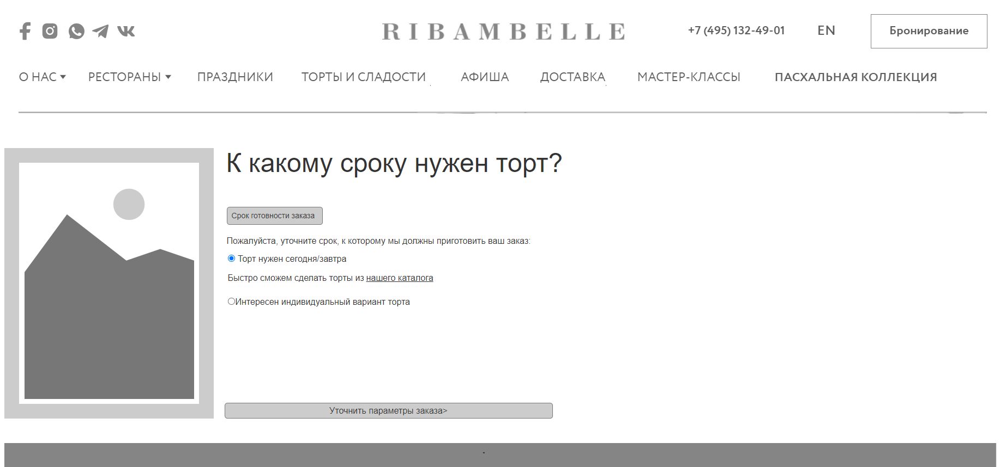 RIBAMBELLE
+7 (495) 132-49-01
EN
Бронирование
О НАС
РЕСТОРАНЫ
ПРАЗДНИКИ
ТОРТЫ И СЛАДОСТИ
АФИША
ДОСТАВКА
МАСТЕР-КЛАССЫ
ПАСХАЛЬНАЯ КОЛЛЕКЦИЯ
К какому сроку нужен торт?
Срок готовности заказа
Пожалуйста, уточните срок, к которому мы должны приготовить ваш заказ:
Торт нужен сегодня/завтра
Быстро сможем сделать торты из нашего каталога
Интересен индивидуальный вариант торта
Уточнить параметры заказа>